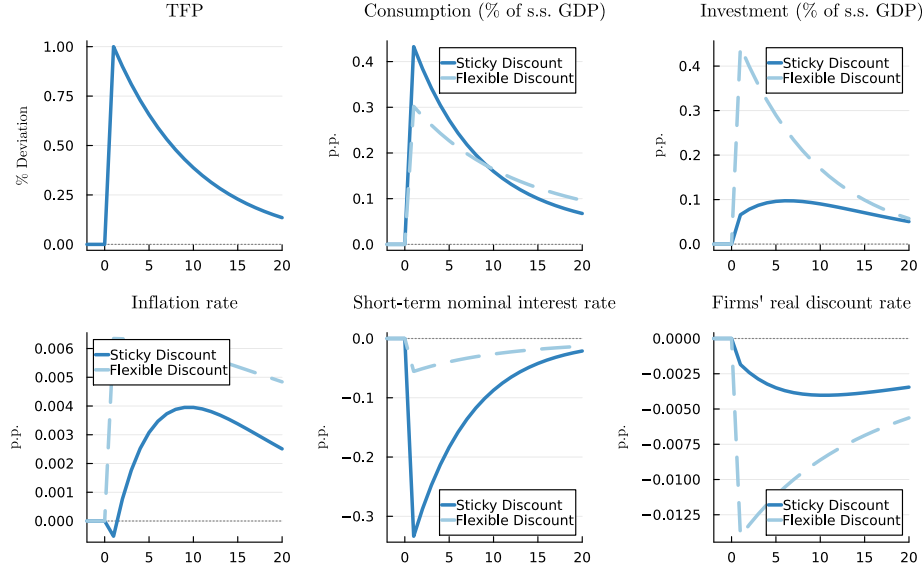 TFP
Consumption (% of s.s. GDP)
Investment (% of s.s. GDP)
% Deviation
1.00
0.75
0.50
0.25
0.00
0 5 10 15 20
p.p.
0.4
0.3
0.2
0.1
0.0
Sticky Discount
Flexible Discount
0 5 10 15 20
p.p.
0.4
0.3
0.2
0.1
0.0
Sticky Discount
Flexible Discount
0 5 10 15 20
Inflation rate
Short-term nominal interest rate
Firms' real discount rate
p.p.
0.006
0.005
0.004
0.003
0.002
0.001
0.000
Sticky Discount
Flexible Discount
0 5 10 15 20
p.p.
0.0
−0.1
−0.2
−0.3
Sticky Discount
Flexible Discount
0 5 10 15 20
p.p.
0.0000
−0.0025
−0.0050
−0.0075
−0.0100
−0.0125
Sticky Discount
Flexible Discount
0 5 10 15 20